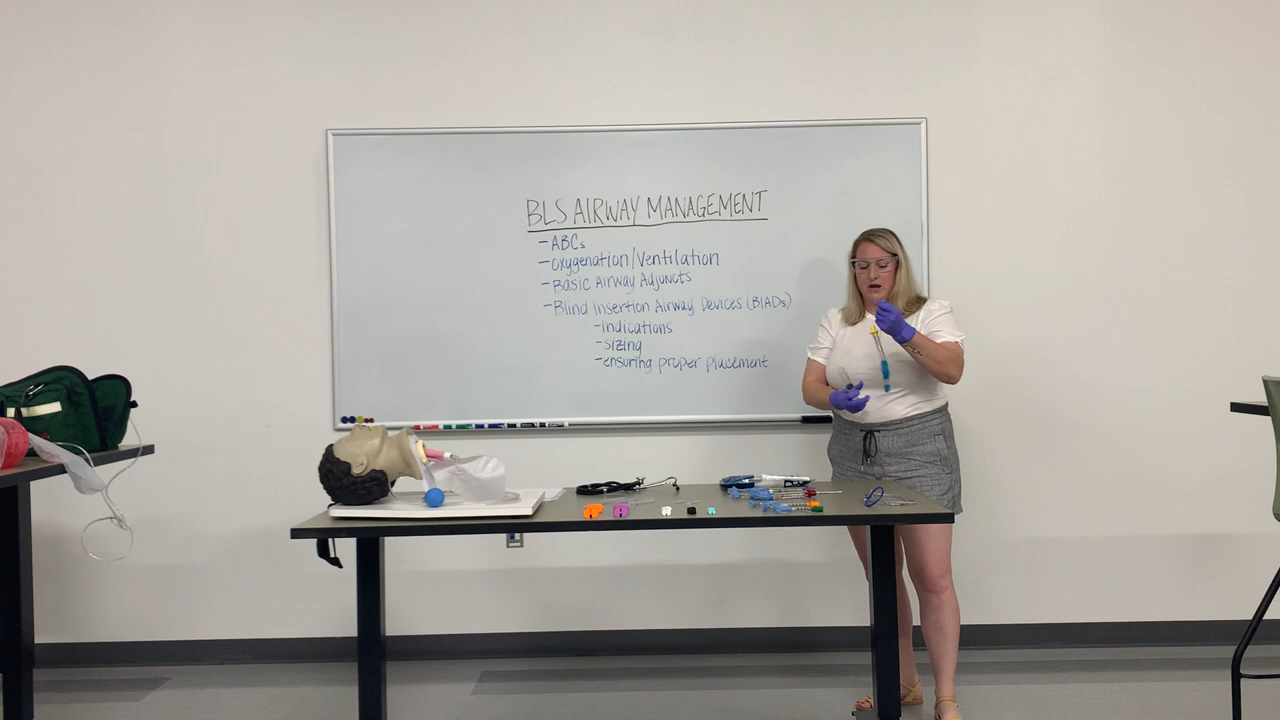 BLS AIRWAY MANAGEMENT
-ABCs
-Oxygenation/Ventilation
-Basic Airway Adjuncts
-Blind Insertion Airway Devices (BIADs)
-indications
-sizing
-ensuring proper placement